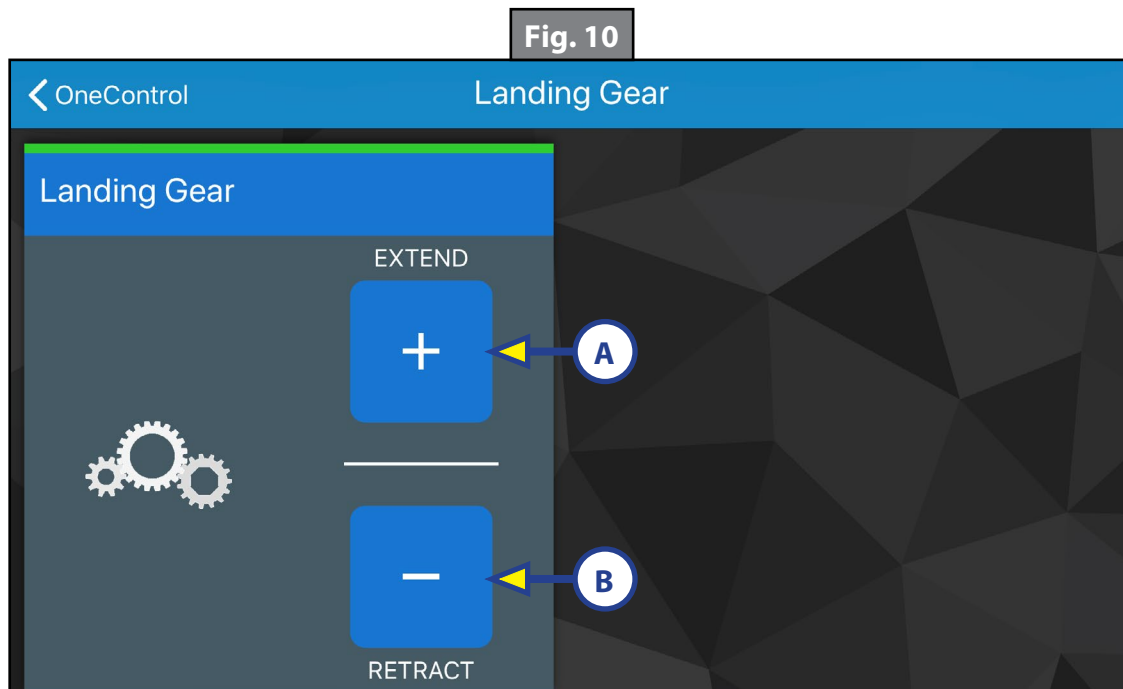 Fig. 10
OneControl
Landing Gear
Landing Gear
EXTEND
+
A
−
B
RETRACT